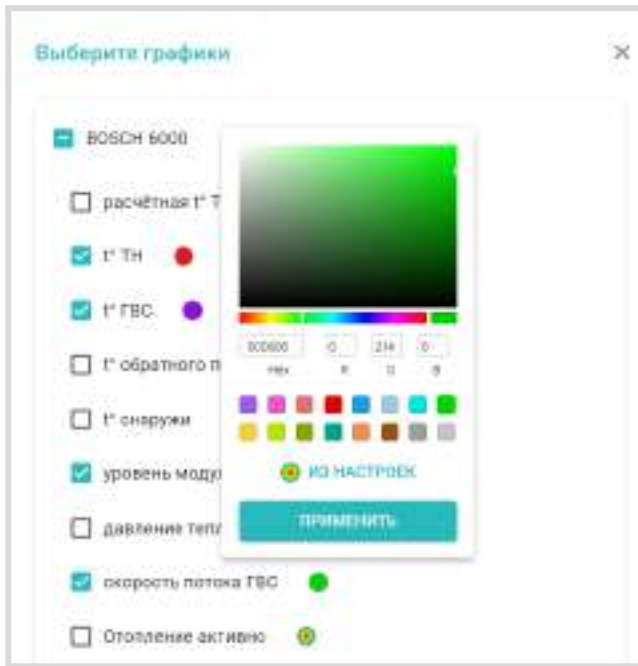 Выберите графики
BOSCH 6000
расчётная t° Т
t° ТН
t° ГВС
00D600 0 214 0
Hex R G B
t° обратного п
t° снаружи
уровень модул
ИЗ НАСТРОЕК
давление тепл
ПРИМЕНИТЬ
скорость потока ГВС
Отопление активно